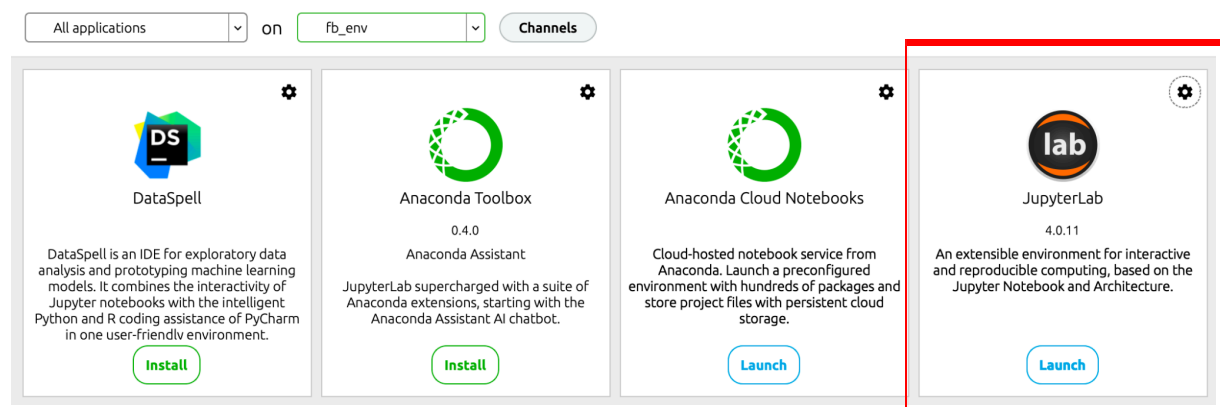 All applications on fb_env Channels
DS
DataSpell
DataSpell is an IDE for exploratory data
analysis and prototyping machine learning
models. It combines the interactivity of
Jupyter notebooks with the intelligent
Python and R coding assistance of PyCharm
in one user-friendly environment.
Install
Anaconda Toolbox
0.4.0
Anaconda Assistant
JupyterLab supercharged with a suite of
Anaconda extensions, starting with the
Anaconda Assistant AI chatbot.
Install
Anaconda Cloud Notebooks
Cloud-hosted notebook service from
Anaconda. Launch a preconfigured
environment with hundreds of packages and
store project files with persistent cloud
storage.
Launch
lab
JupyterLab
4.0.11
An extensible environment for interactive
and reproducible computing, based on the
Jupyter Notebook and Architecture.
Launch